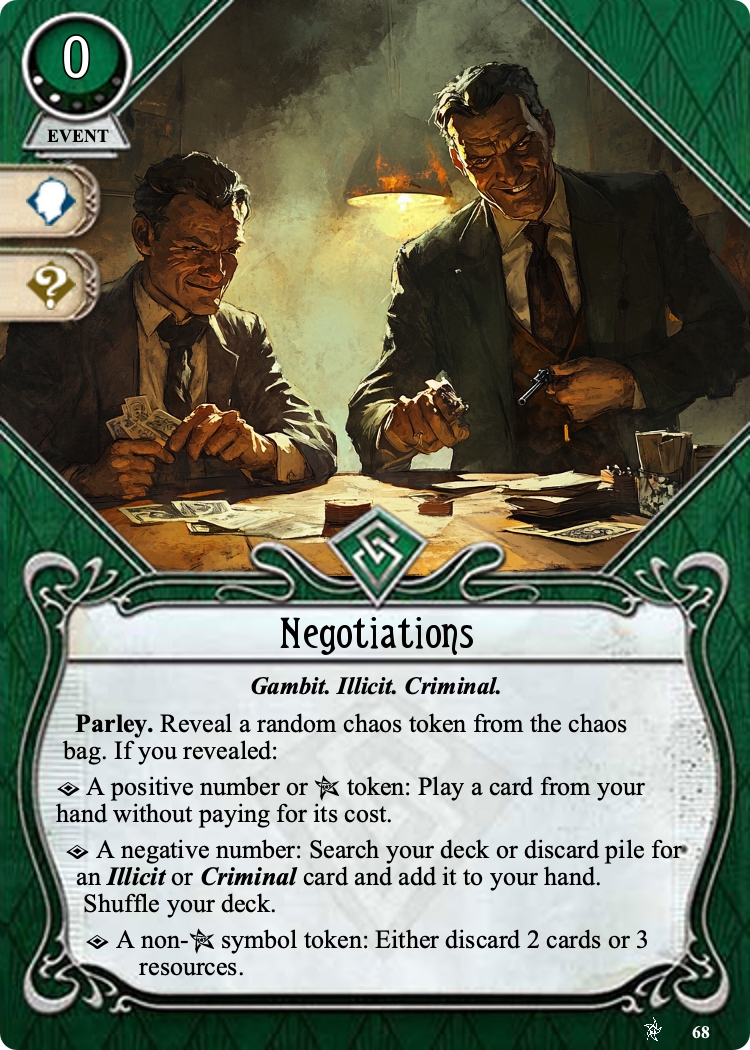 0
EVENT
?
Negotiations
Gambit. Illicit. Criminal.
Parley. Reveal a random chaos token from the chaos
bag. If you revealed:
A positive number or token: Play a card from your
hand without paying for its cost.
A negative number: Search your deck or discard pile for
an Illicit or Criminal card and add it to your hand.
Shuffle your deck.
A non- symbol token: Either discard 2 cards or 3
resources.
68